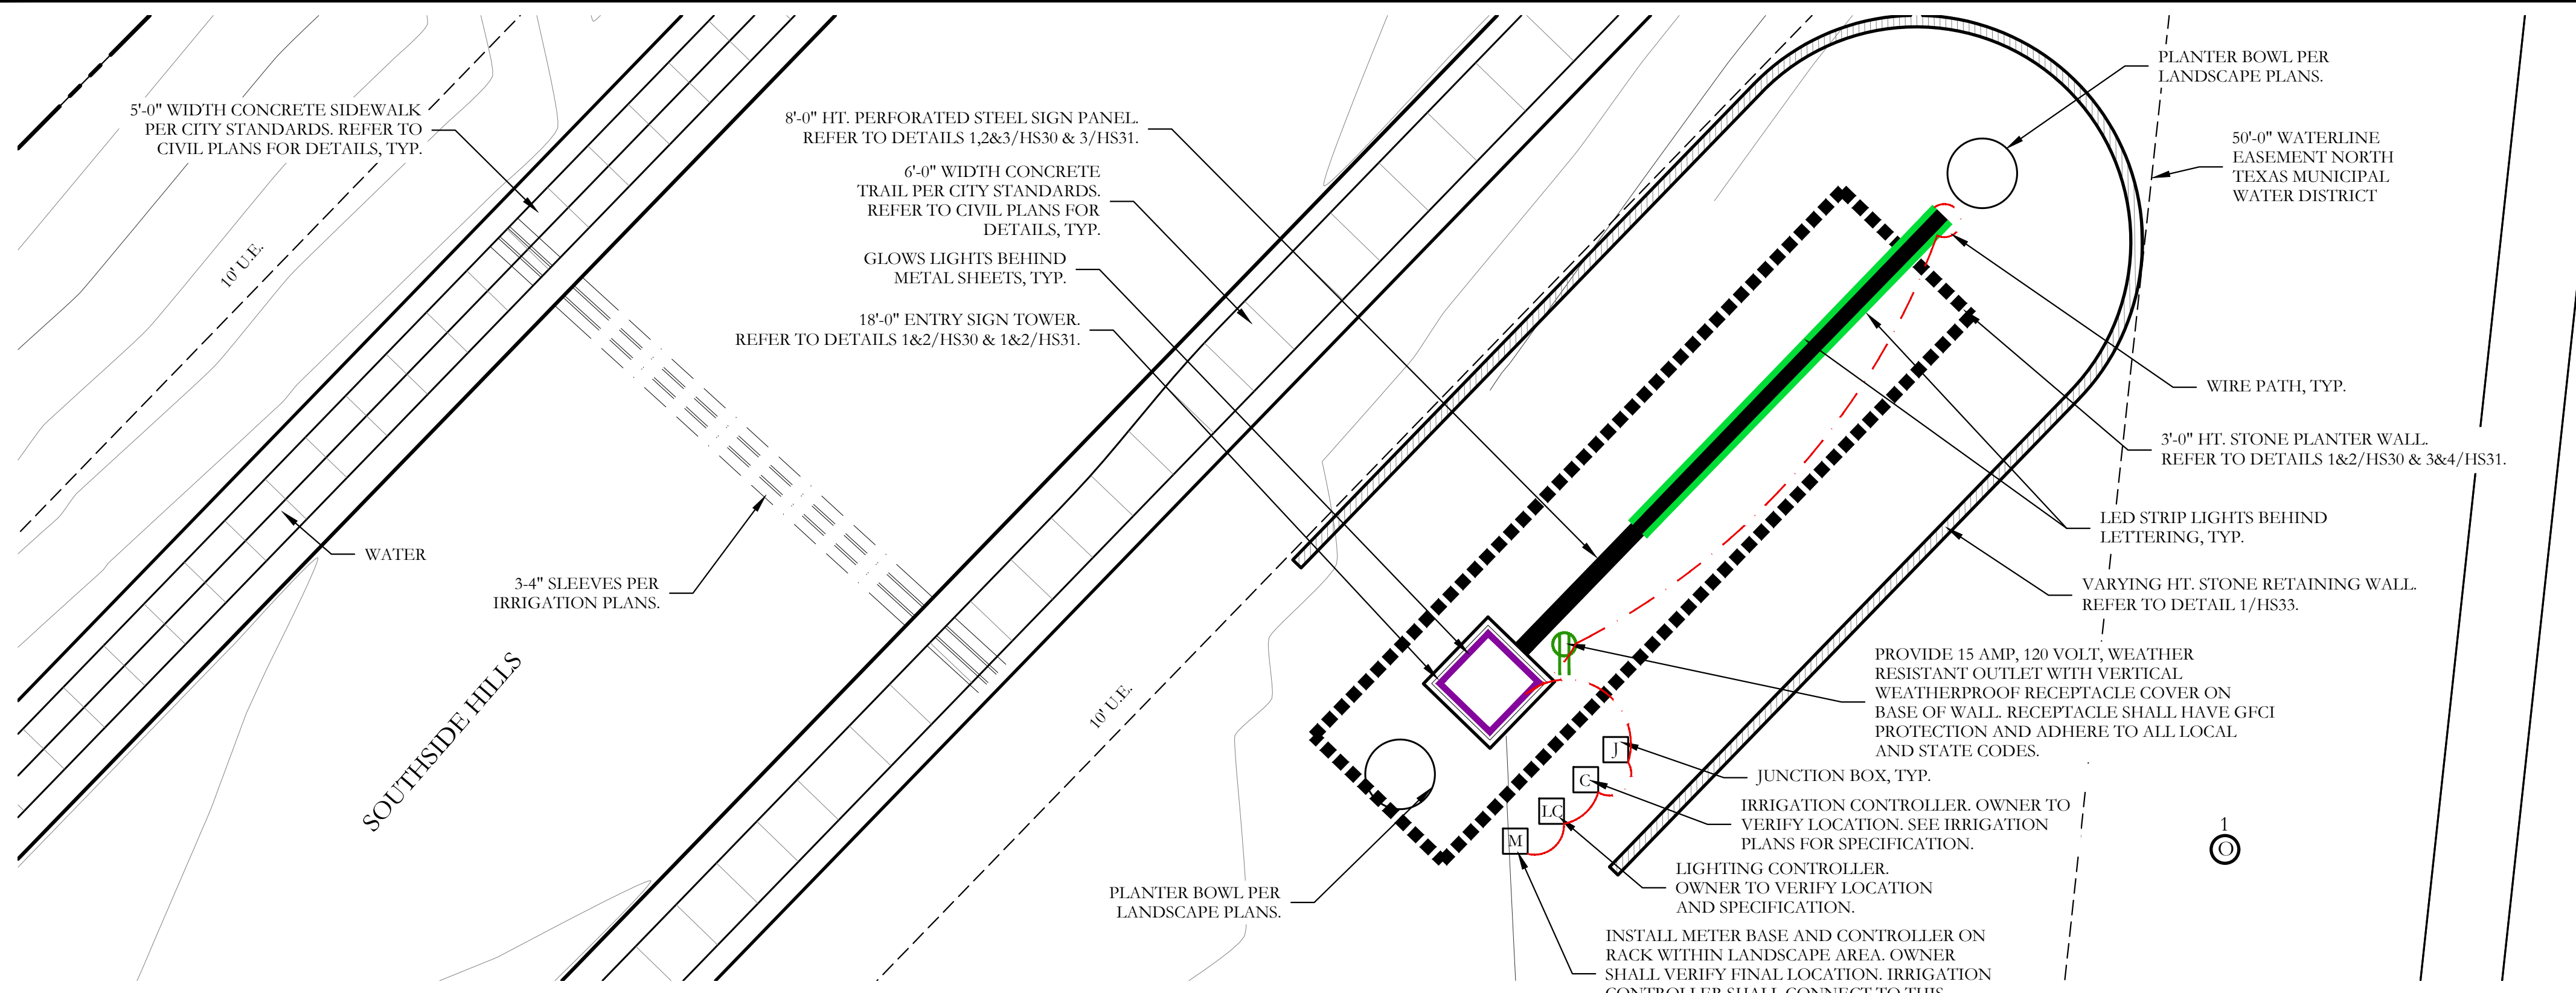 5'-0" WIDTH CONCRETE SIDEWALK
PER CITY STANDARDS. REFER TO
CIVIL PLANS FOR DETAILS, TYP.
10' U.E.
WATER
3-4" SLEEVES PER
IRRIGATION PLANS.
SOUTHSIDE HILLS
8'-0" HT. PERFORATED STEEL SIGN PANEL.
REFER TO DETAILS 1,2&3/HS30 & 3/HS31.
6'-0" WIDTH CONCRETE
TRAIL PER CITY STANDARDS.
REFER TO CIVIL PLANS FOR
DETAILS, TYP.
GLOWS LIGHTS BEHIND
METAL SHEETS, TYP.
18'-0" ENTRY SIGN TOWER.
REFER TO DETAILS 1&2/HS30 & 1&2/HS31.
10' U.E.
PLANTER BOWL PER
LANDSCAPE PLANS.
PLANTER BOWL PER
LANDSCAPE PLANS.
50'-0" WATERLINE
EASEMENT NORTH
TEXAS MUNICIPAL
WATER DISTRICT
WIRE PATH, TYP.
3'-0" HT. STONE PLANTER WALL.
REFER TO DETAILS 1&2/HS30 & 3&4/HS31.
LED STRIP LIGHTS BEHIND
LETTERING, TYP.
VARYING HT. STONE RETAINING WALL.
REFER TO DETAIL 1/HS33.
PROVIDE 15 AMP, 120 VOLT, WEATHER
RESISTANT OUTLET WITH VERTICAL
WEATHERPROOF RECEPTACLE COVER ON
BASE OF WALL. RECEPTACLE SHALL HAVE GFCI
PROTECTION AND ADHERE TO ALL LOCAL
AND STATE CODES.
J
JUNCTION BOX, TYP.
C
IRRIGATION CONTROLLER. OWNER TO
VERIFY LOCATION. SEE IRRIGATION
PLANS FOR SPECIFICATION.
LC
LIGHTING CONTROLLER.
OWNER TO VERIFY LOCATION
AND SPECIFICATION.
M
INSTALL METER BASE AND CONTROLLER ON
RACK WITHIN LANDSCAPE AREA. OWNER
SHALL VERIFY FINAL LOCATION. IRRIGATION
CONTROLLER SHALL CONNECT TO THIS
1
O